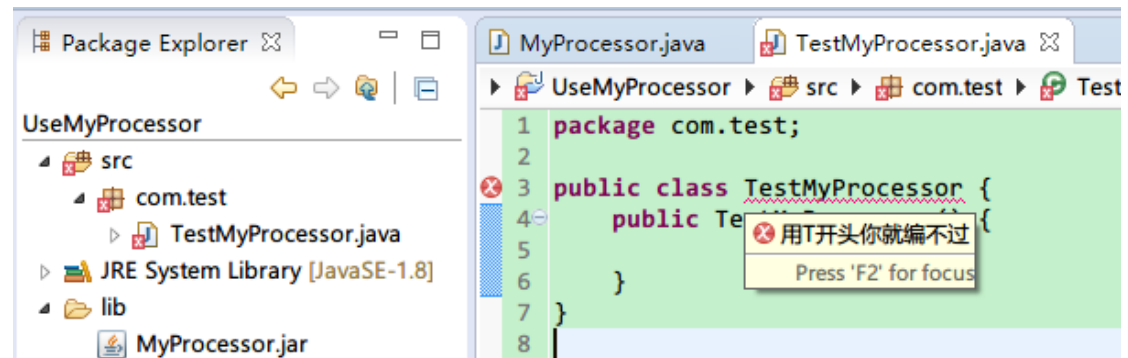 Package Explorer
UseMyProcessor
src
com.test
TestMyProcessor.java
JRE System Library [JavaSE-1.8]
lib
MyProcessor.jar
MyProcessor.java
TestMyProcessor.java
UseMyProcessor src com.test Test
1 package com.test;
2
3 public class TestMyProcessor {
4 public Te {
用T开头你就编不过
5
Press 'F2' for focus
6 }
7 }
8